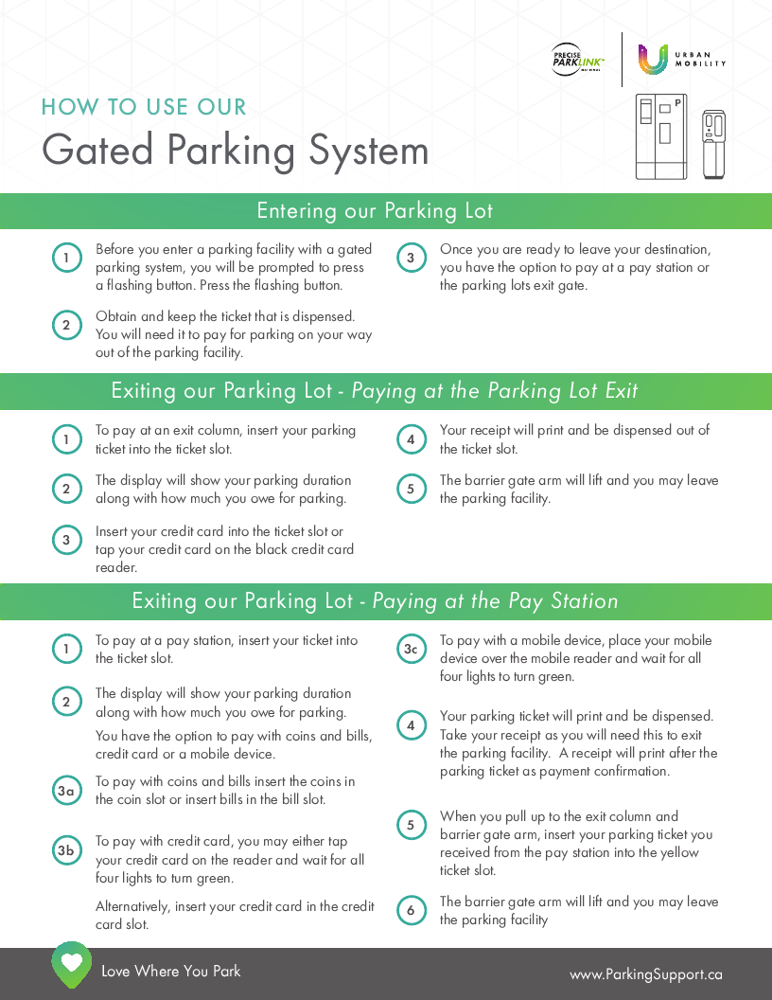 PRECISE
PARKLINK™
URBAN
MOBILITY
HOW TO USE OUR
Gated Parking System
P
Entering our Parking Lot
1
Before you enter a parking facility with a gated
parking system, you will be prompted to press
a flashing button. Press the flashing button.
2
Obtain and keep the ticket that is dispensed.
You will need it to pay for parking on your way
out of the parking facility.
3
Once you are ready to leave your destination,
you have the option to pay at a pay station or
the parking lots exit gate.
Exiting our Parking Lot - Paying at the Parking Lot Exit
1
To pay at an exit column, insert your parking
ticket into the ticket slot.
2
The display will show your parking duration
along with how much you owe for parking.
3
Insert your credit card into the ticket slot or
tap your credit card on the black credit card
reader.
4
Your receipt will print and be dispensed out of
the ticket slot.
5
The barrier gate arm will lift and you may leave
the parking facility.
Exiting our Parking Lot - Paying at the Pay Station
1
To pay at a pay station, insert your ticket into
the ticket slot.
2
The display will show your parking duration
along with how much you owe for parking.
You have the option to pay with coins and bills,
credit card or a mobile device.
3a
To pay with coins and bills insert the coins in
the coin slot or insert bills in the bill slot.
3b
To pay with credit card, you may either tap
your credit card on the reader and wait for all
four lights to turn green.
Alternatively, insert your credit card in the credit
card slot.
3c
To pay with a mobile device, place your mobile
device over the mobile reader and wait for all
four lights to turn green.
4
Your parking ticket will print and be dispensed.
Take your receipt as you will need this to exit
the parking facility.  A receipt will print after the
parking ticket as payment confirmation.
5
When you pull up to the exit column and
barrier gate arm, insert your parking ticket you
received from the pay station into the yellow
ticket slot.
6
The barrier gate arm will lift and you may leave
the parking facility
Love Where You Park
www.ParkingSupport.ca